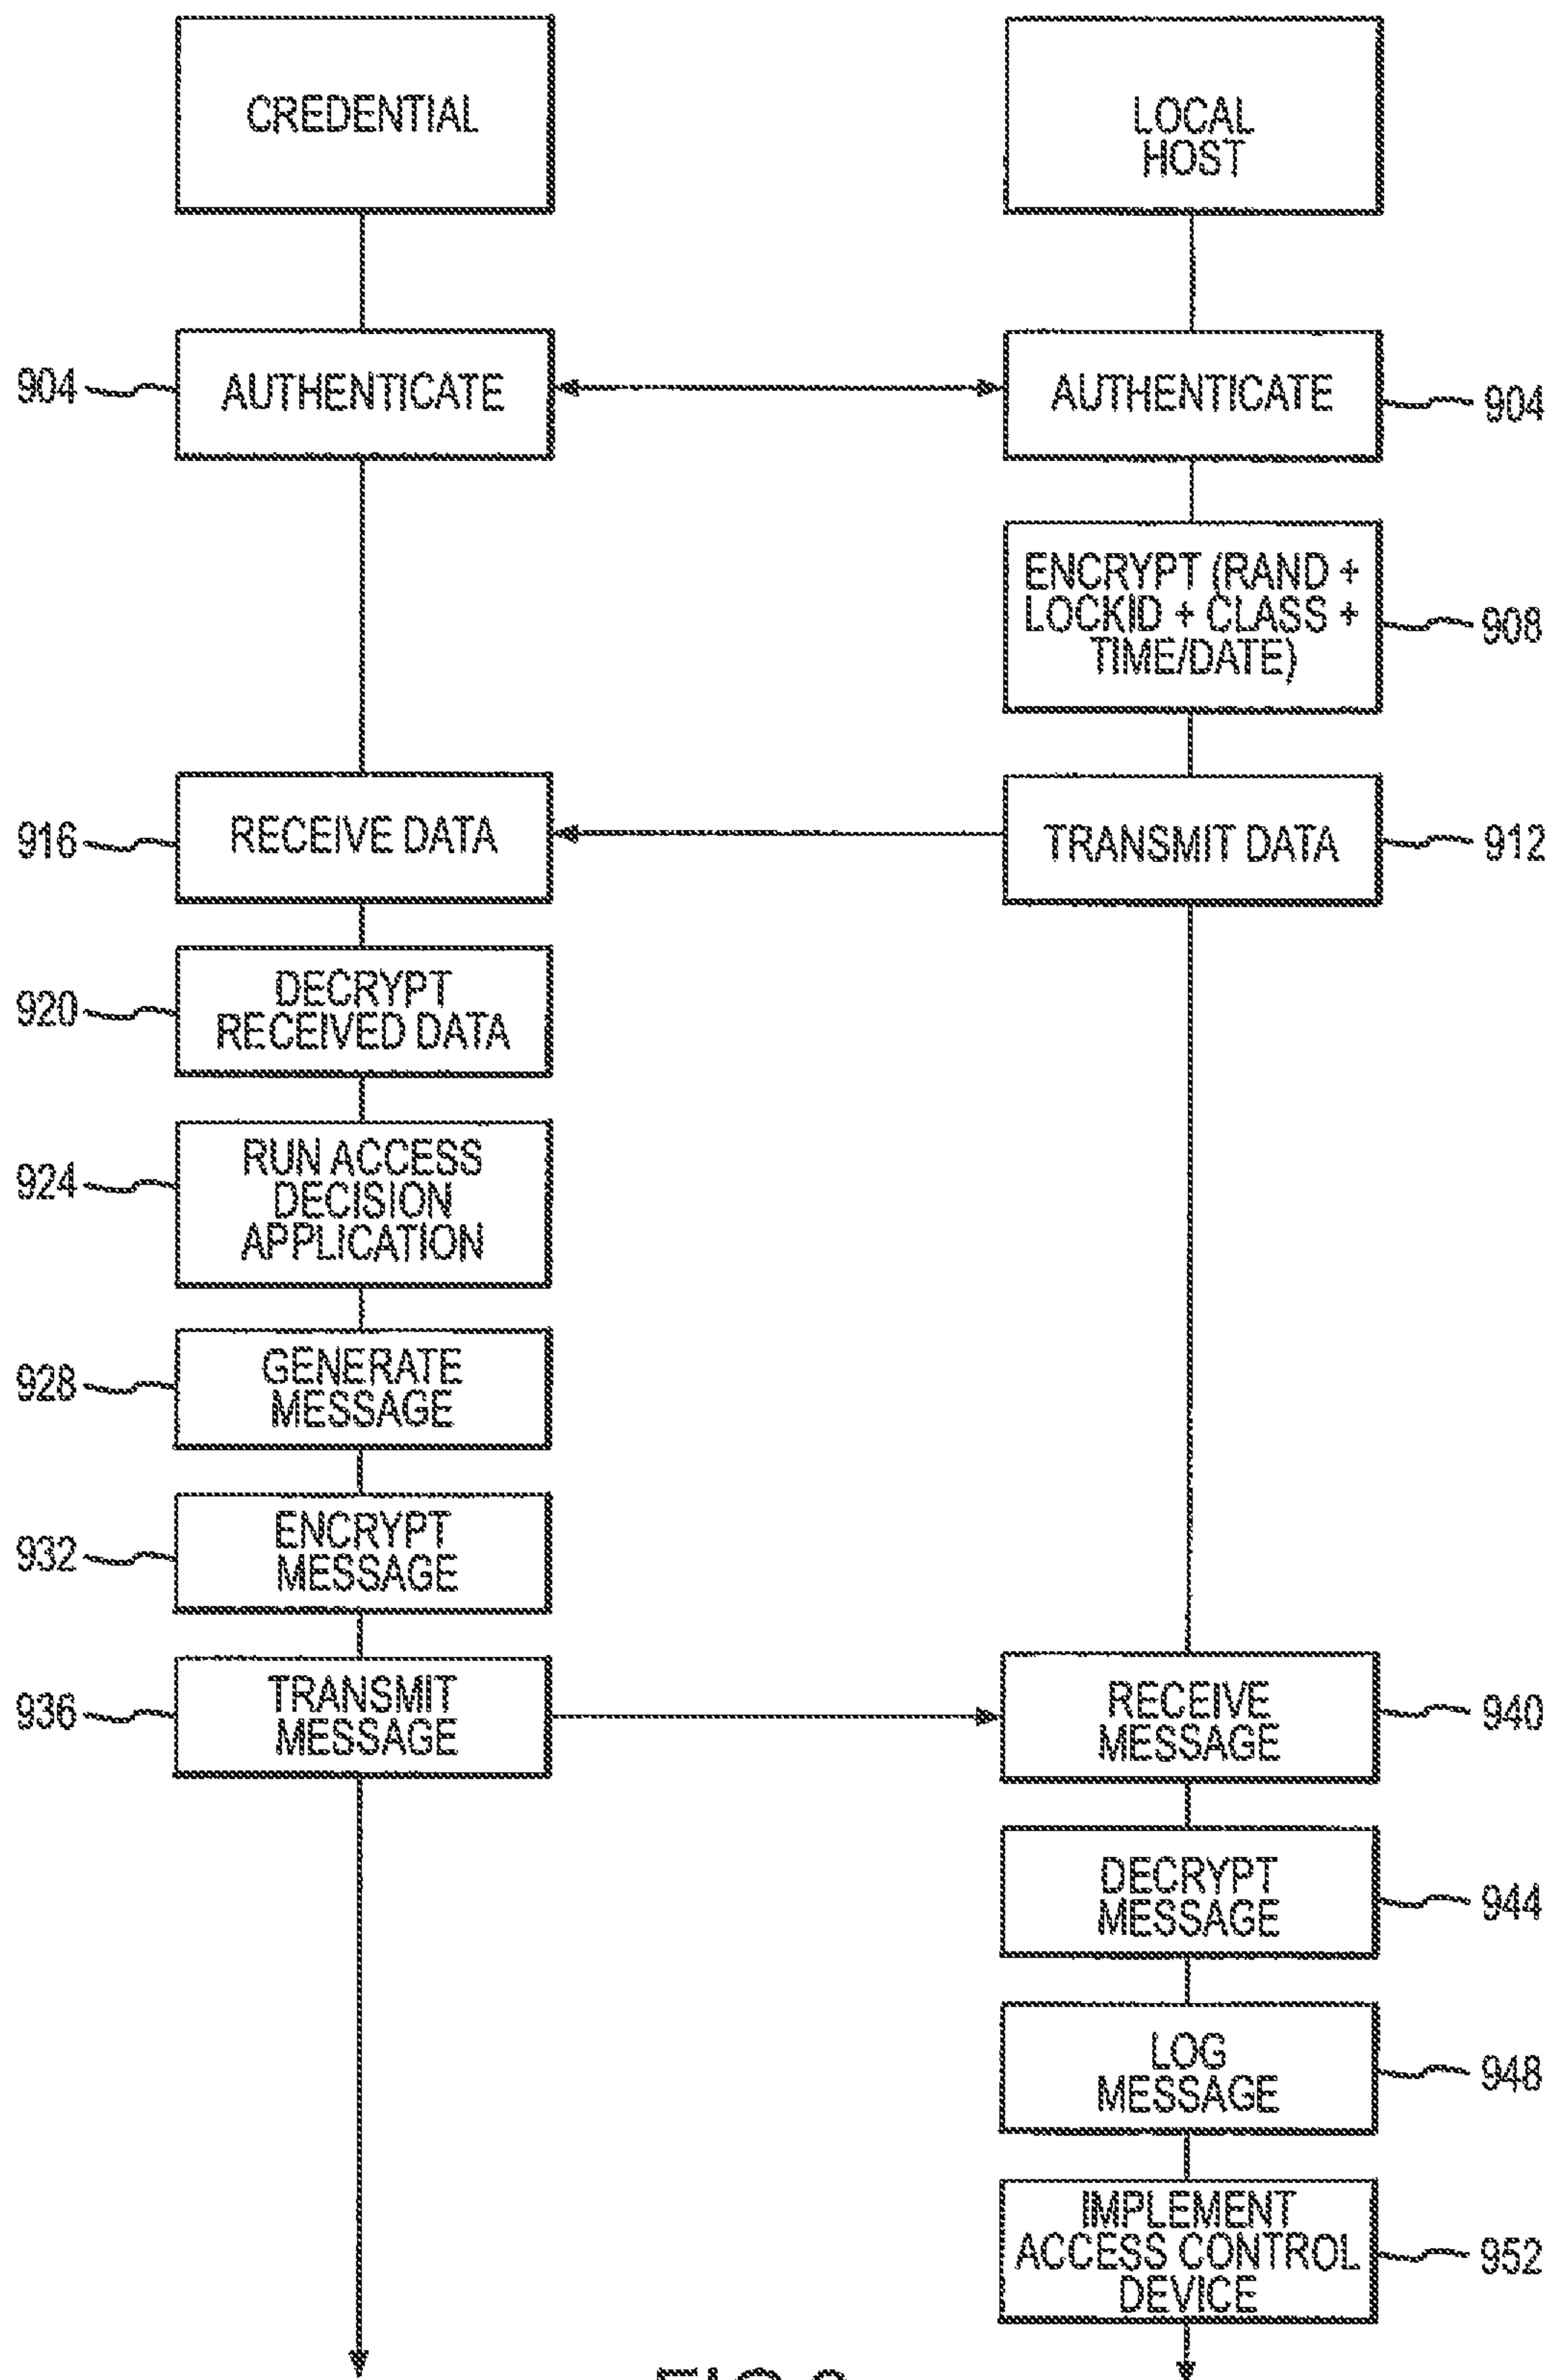 CREDENTIAL
LOCAL
HOST
904
AUTHENTICATE
AUTHENTICATE
904
ENCRYPT (RAND +
LOCKID + CLASS +
TIME/DATE)
908
916
RECEIVE DATA
TRANSMIT DATA
912
920
DECRYPT
RECEIVED DATA
924
RUN ACCESS
DECISION
APPLICATION
928
GENERATE
MESSAGE
932
ENCRYPT
MESSAGE
936
TRANSMIT
MESSAGE
RECEIVE
MESSAGE
940
DECRYPT
MESSAGE
944
LOG
MESSAGE
948
IMPLEMENT
ACCESS CONTROL
DEVICE
952